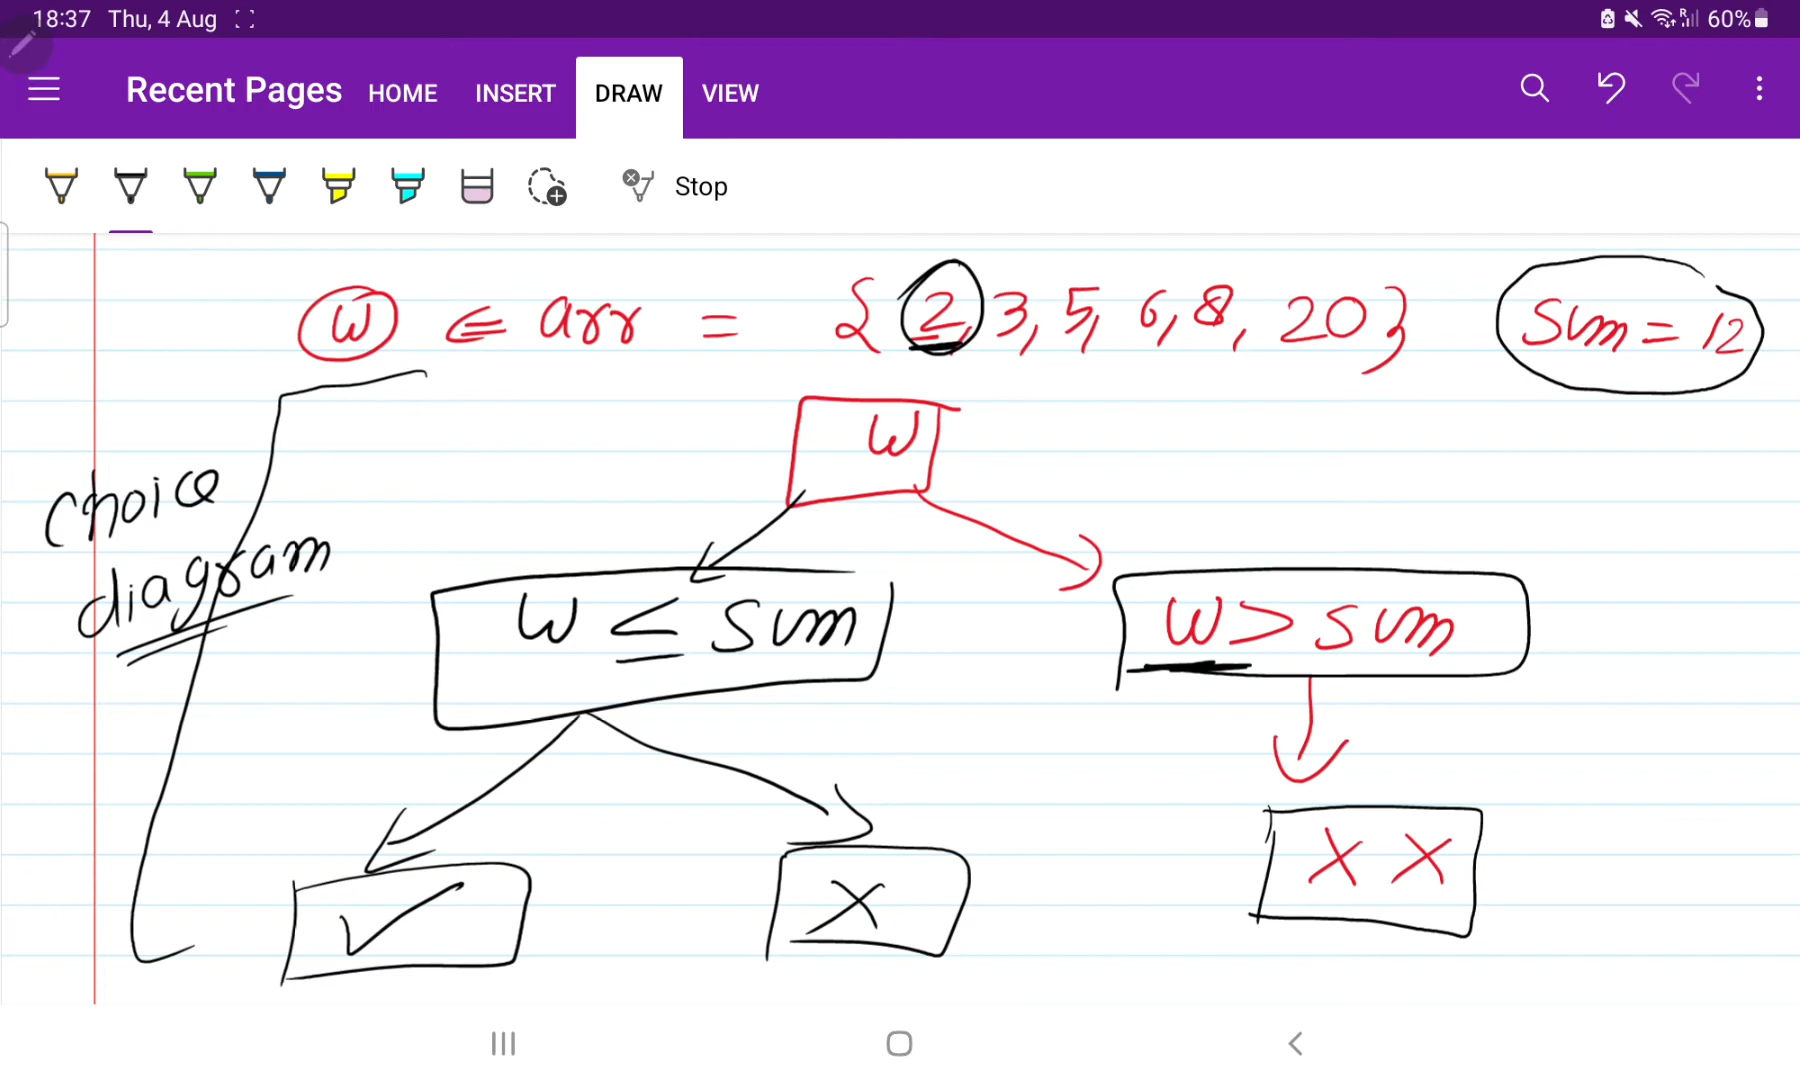 18:37 Thu, 4 Aug 60%
Recent Pages HOME INSERT DRAW VIEW
Stop
W ⇐ arr = {2, 3, 5, 6, 8, 20} Sum = 12
W
choice
diagram
W ≤ Sum
W > Sum
✓ X X X